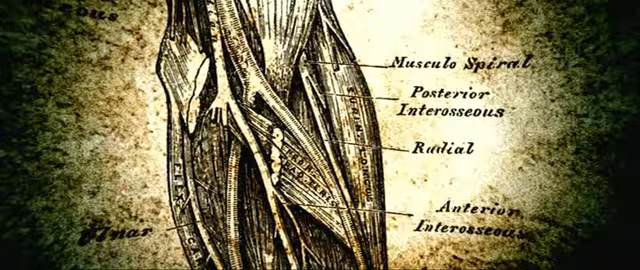 Musculo Spiral
Posterior
Interosseous
Radial
Anterior
Interosseous
Ulnar